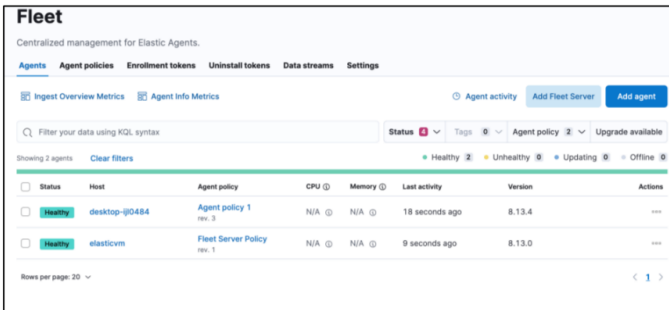 Fleet
Centralized management for Elastic Agents.
Agents Agent policies Enrollment tokens Uninstall tokens Data streams Settings
Ingest Overview Metrics Agent Info Metrics Agent activity Add Fleet Server Add agent
Filter your data using KQL syntax Status 4 Tags 0 Agent policy 2 Upgrade available
Showing 2 agents Clear filters Healthy 2 Unhealthy 0 Updating 0 Offline 0
Status Host Agent policy CPU Memory Last activity Version Actions
Healthy desktop-ijl0484 Agent policy 1 N/A N/A 18 seconds ago 8.13.4
rev. 3
Healthy elasticvm Fleet Server Policy N/A N/A 9 seconds ago 8.13.0
rev. 1
Rows per page: 20 < 1 >